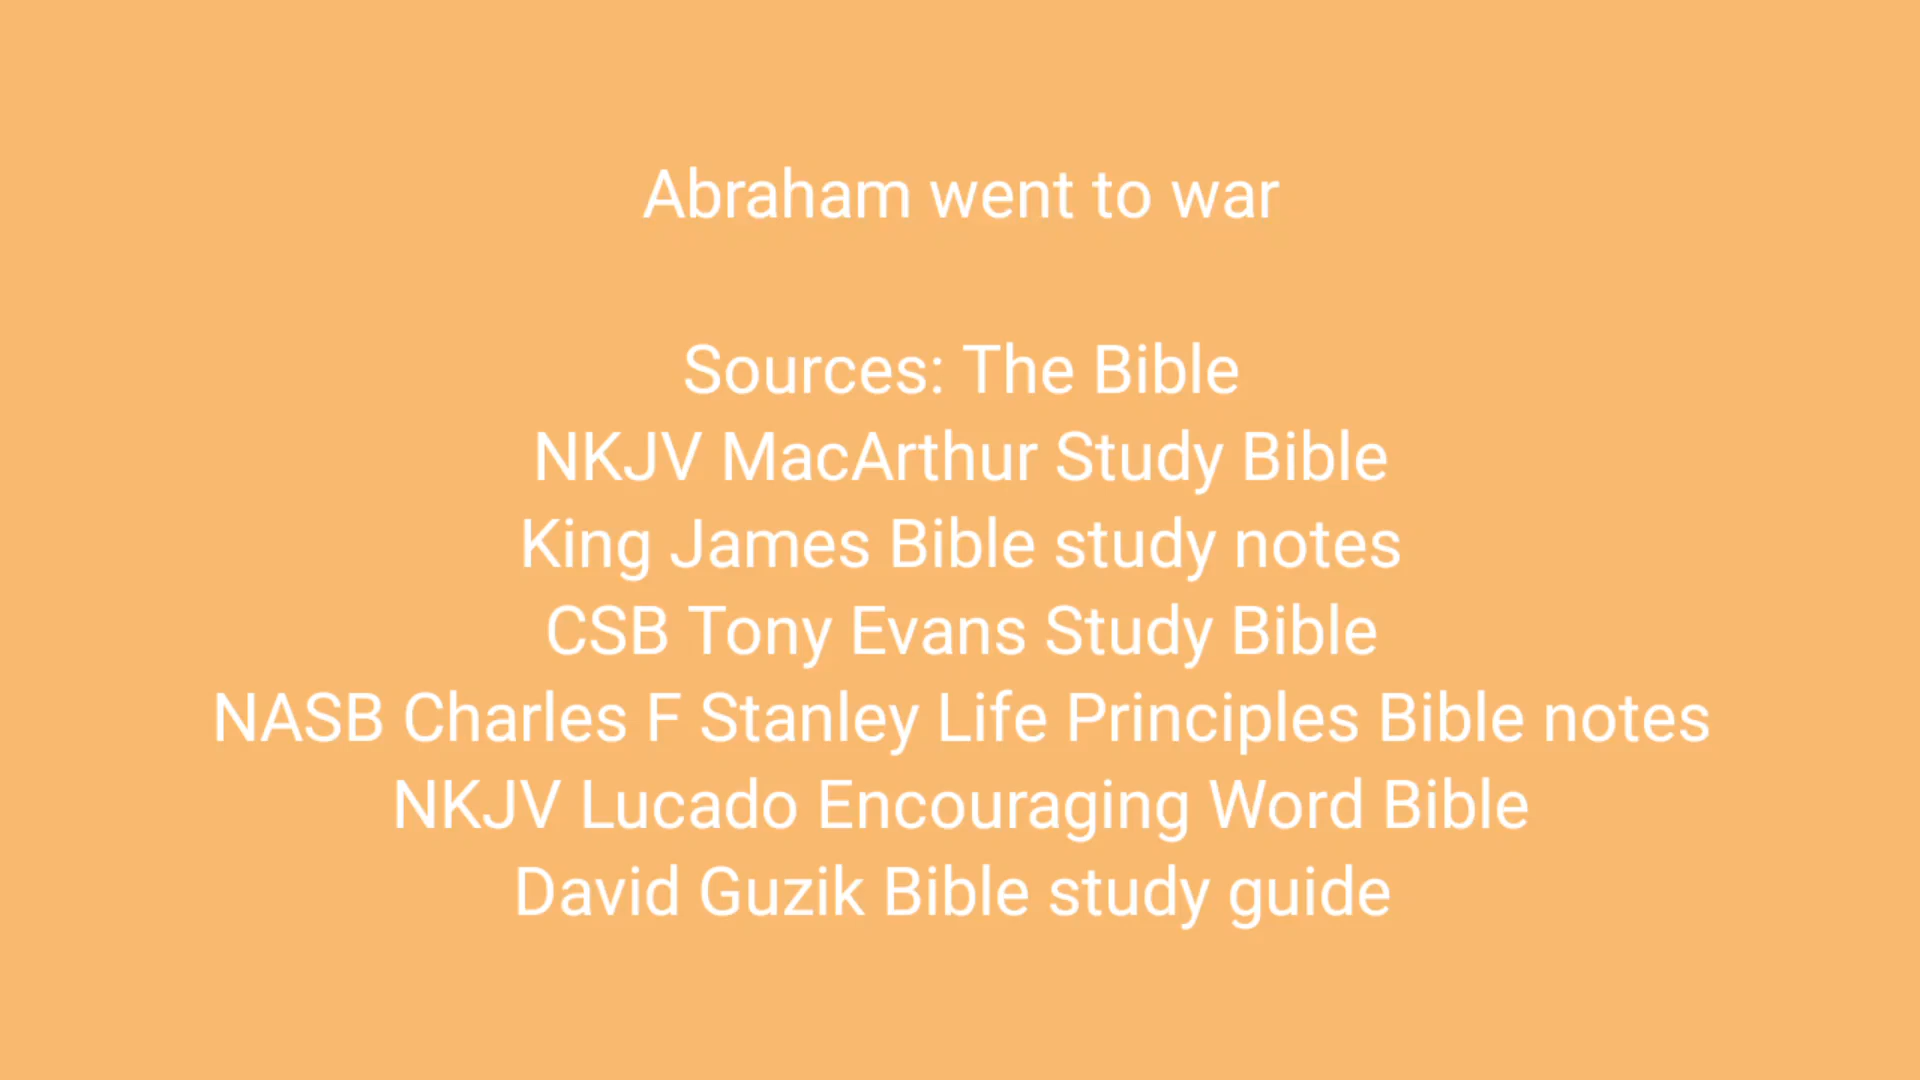 Abraham went to war
Sources: The Bible
NKJV MacArthur Study Bible
King James Bible study notes
CSB Tony Evans Study Bible
NASB Charles F Stanley Life Principles Bible notes
NKJV Lucado Encouraging Word Bible
David Guzik Bible study guide